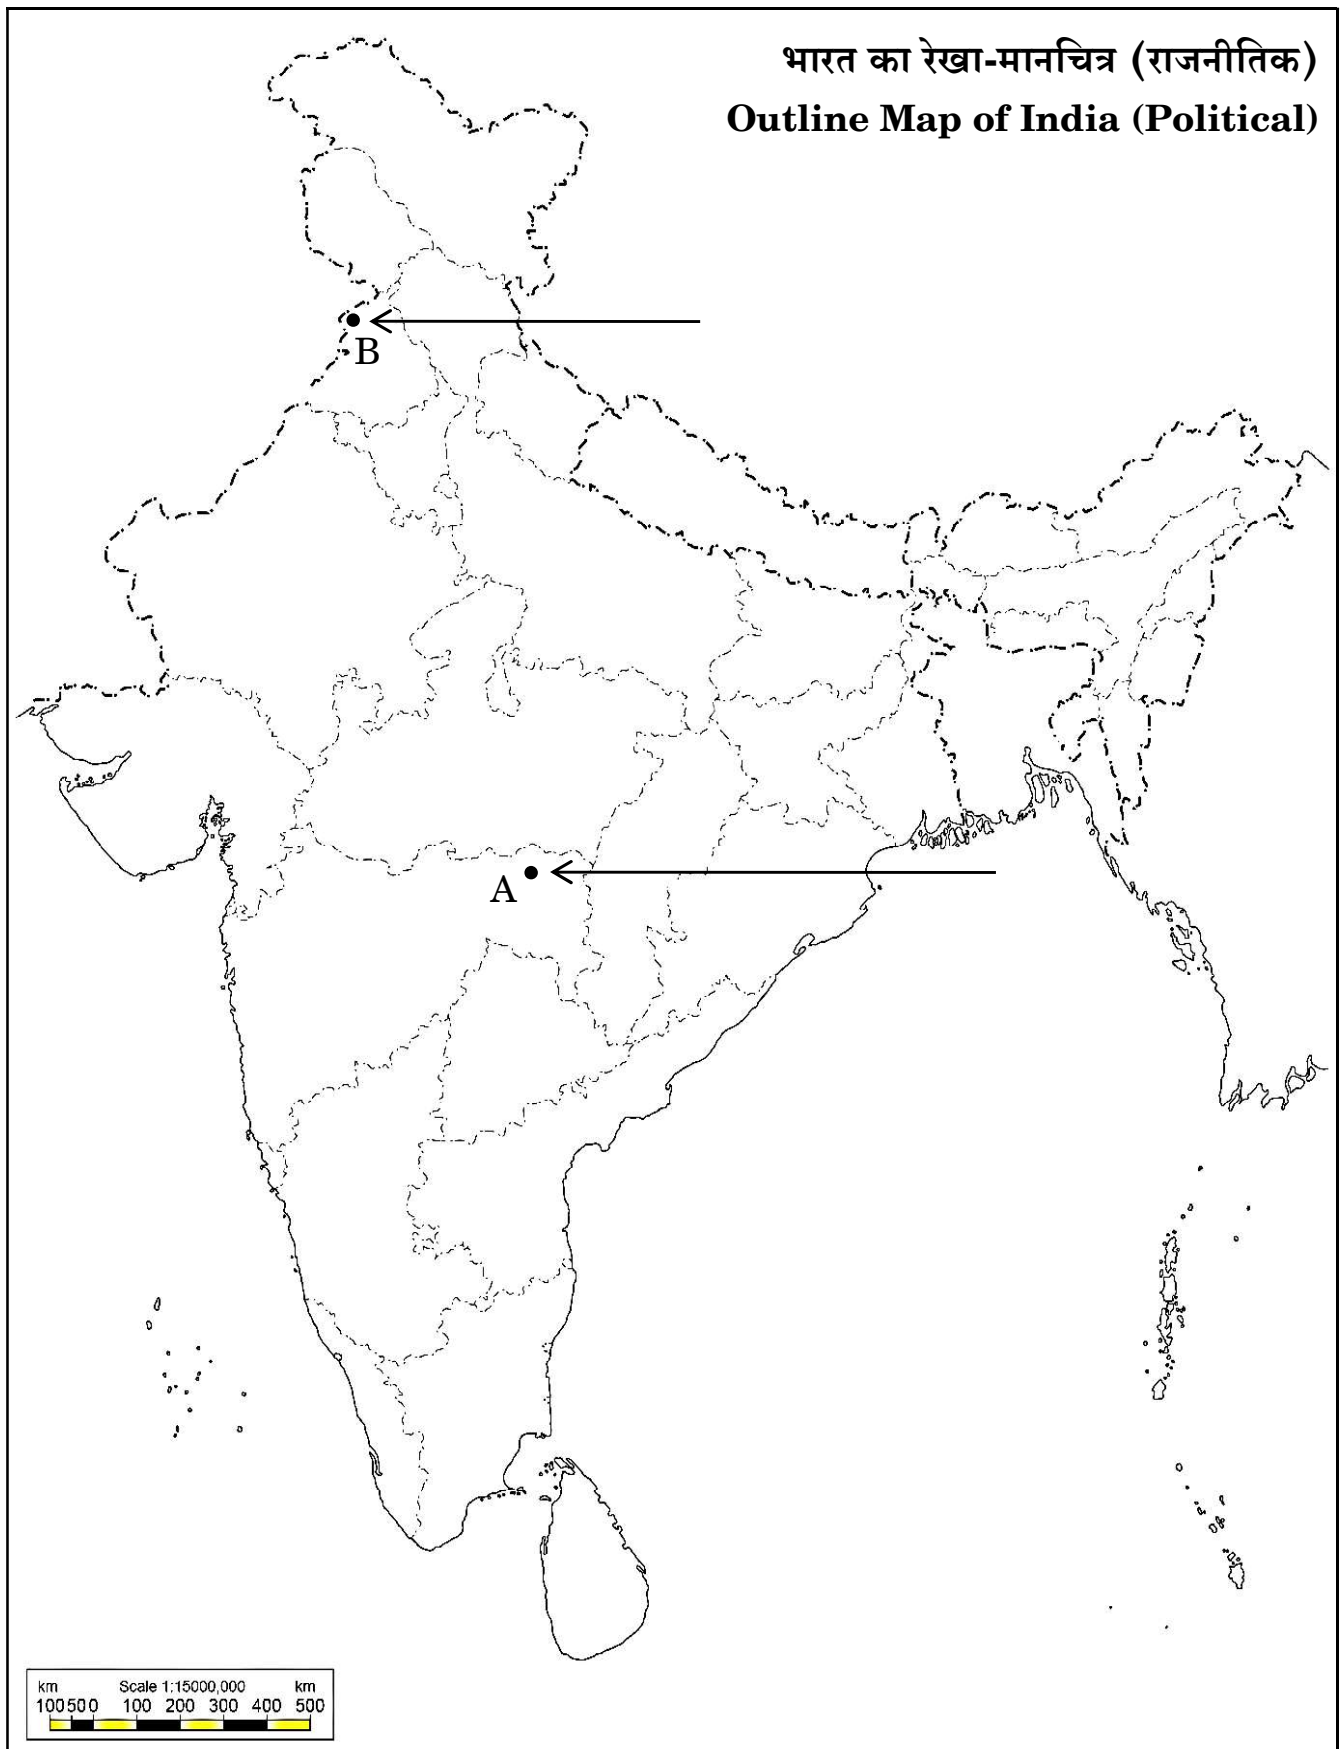 भारत का रेखा-मानचित्र (राजनीतिक)
Outline Map of India (Political)
B
A
km Scale 1:15000,000 km
100 50 0 100 200 300 400 500